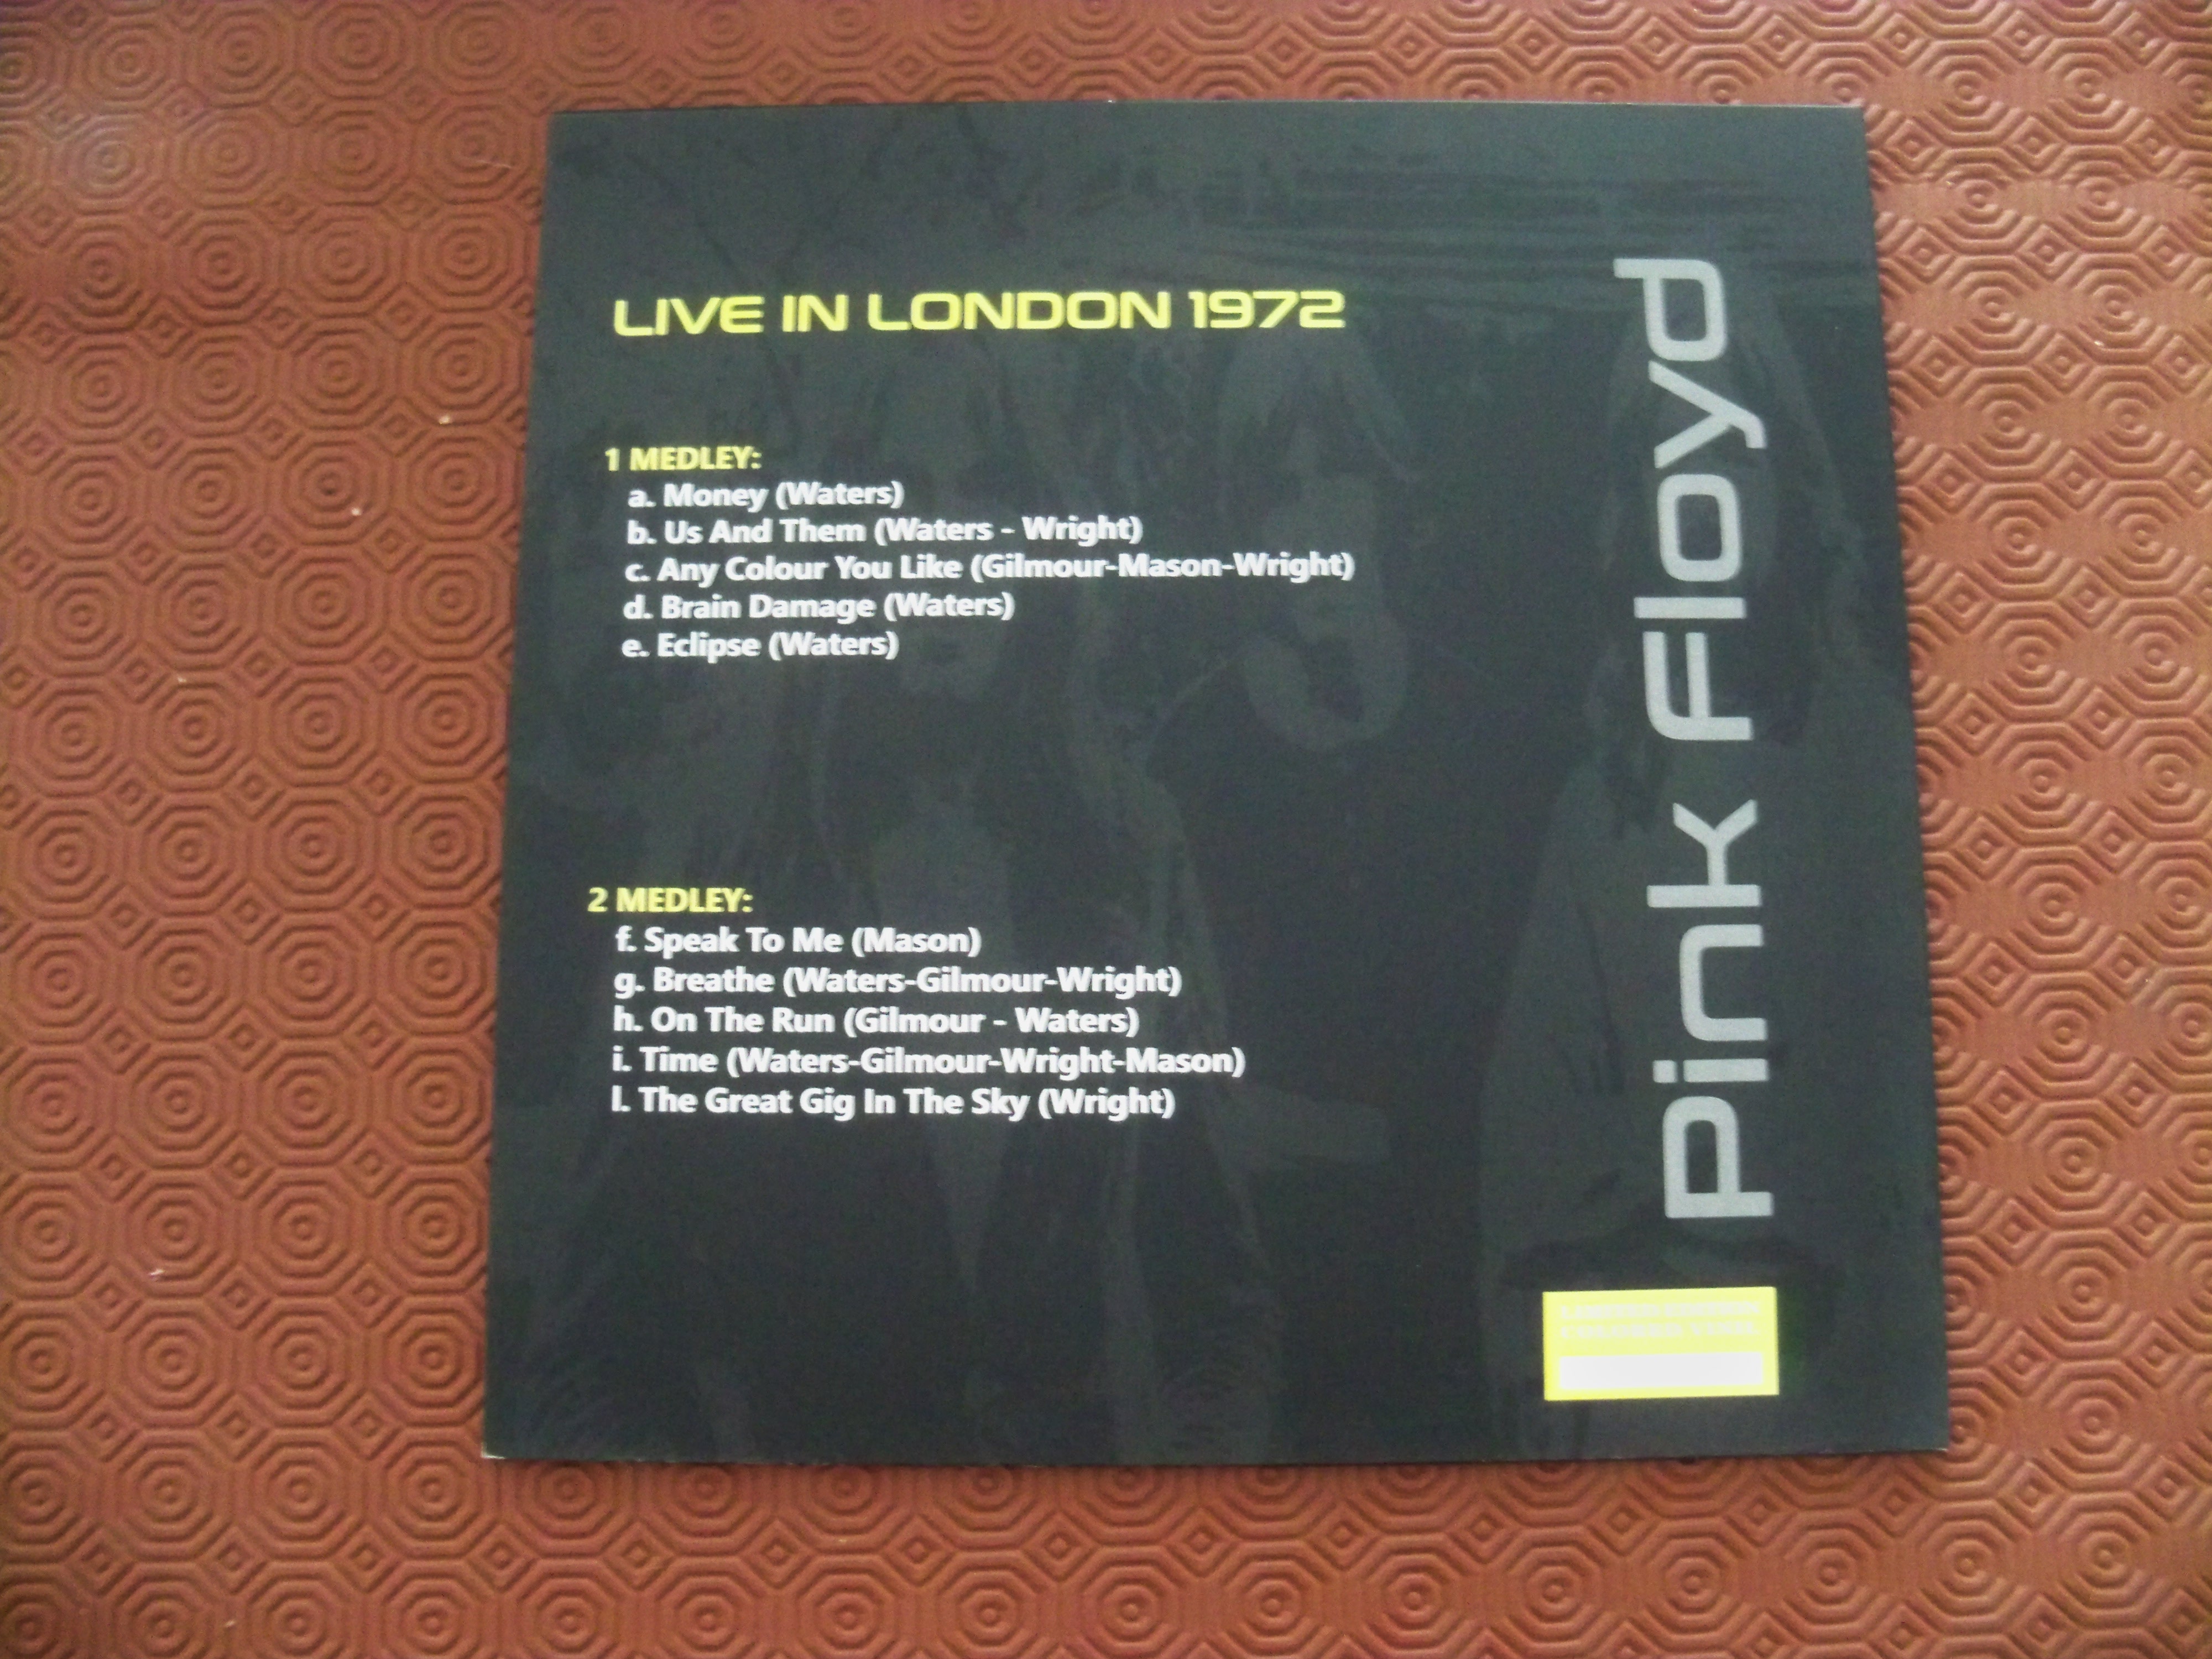 LIVE IN LONDON 1972
1 MEDLEY:
a. Money (Waters)
b. Us And Them (Waters - Wright)
c. Any Colour You Like (Gilmour-Mason-Wright)
d. Brain Damage (Waters)
e. Eclipse (Waters)
2 MEDLEY:
f. Speak To Me (Mason)
g. Breathe (Waters-Gilmour-Wright)
h. On The Run (Gilmour - Waters)
i. Time (Waters-Gilmour-Wright-Mason)
l. The Great Gig In The Sky (Wright)
Pink Floyd